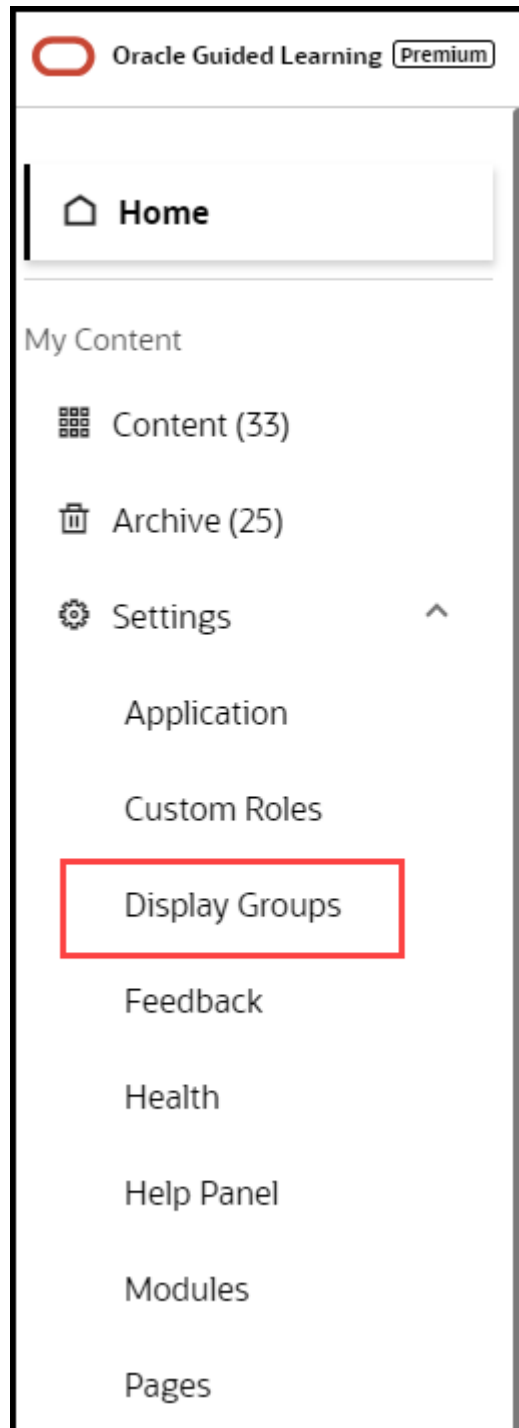 Oracle Guided Learning Premium
Home
My Content
Content (33)
Archive (25)
Settings
Application
Custom Roles
Display Groups
Feedback
Health
Help Panel
Modules
Pages